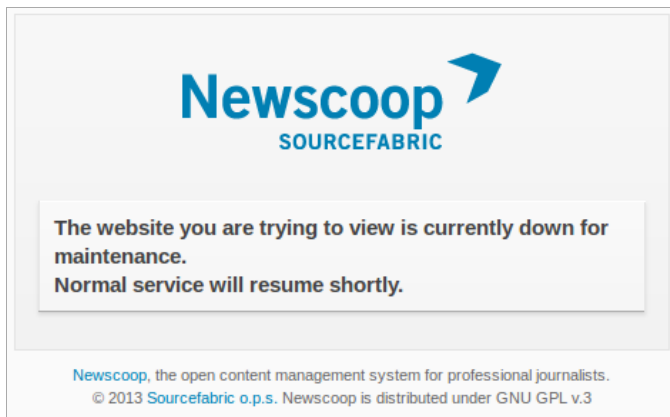 Newscoop
SOURCEFABRIC
The website you are trying to view is currently down for
maintenance.
Normal service will resume shortly.
Newscoop, the open content management system for professional journalists.
© 2013 Sourcefabric o.p.s. Newscoop is distributed under GNU GPL v.3